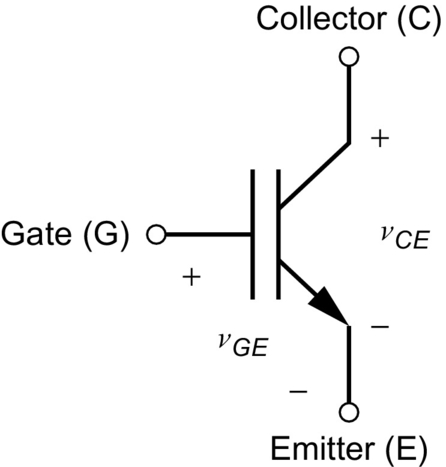 Collector (C)
+
Gate (G)
+
νCE
νGE
−
−
Emitter (E)